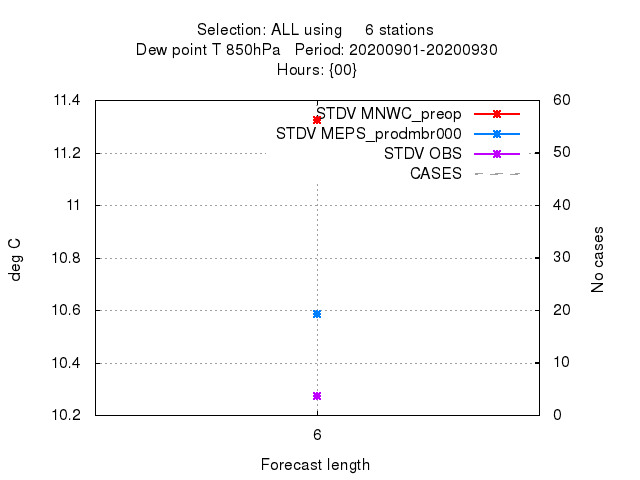 Selection: ALL using     6 stations
Dew point T 850hPa   Period: 20200901-20200930
Hours: {00}
11.4
11.2
11
10.8
10.6
10.4
10.2
60
50
40
30
20
10
0
STDV MNWC_preop
STDV MEPS_prodmbr000
STDV OBS
CASES
deg C
No cases
6
Forecast length